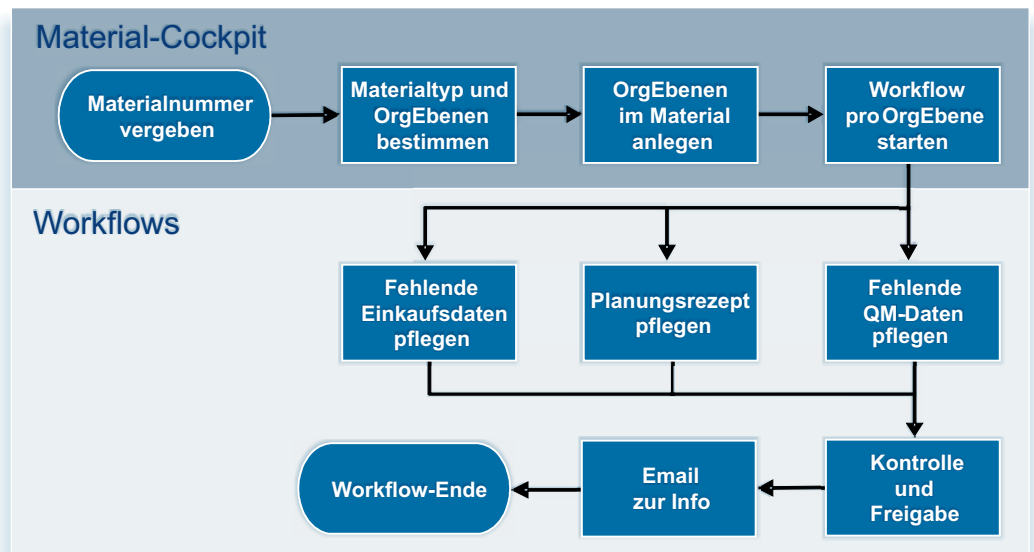 Material-Cockpit
Materialnummer
vergeben
Materialtyp und
OrgEbenen
bestimmen
OrgEbenen
im Material
anlegen
Workflow
pro OrgEbene
starten
Workflows
Fehlende
Einkaufsdaten
pflegen
Planungsrezept
pflegen
Fehlende
QM-Daten
pflegen
Workflow-Ende
Email
zur Info
Kontrolle
und
Freigabe